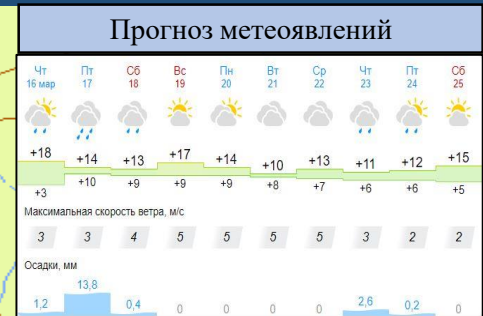 Прогноз метеоявлений
Чт Пт Сб Вс Пн Вт Ср Чт Пт Сб
16 мар 17 18 19 20 21 22 23 24 25
+18 +14 +13 +17 +14 +10 +13 +11 +12 +15
+3 +10 +9 +9 +9 +8 +7 +6 +6 +5
Максимальная скорость ветра, м/с
3 3 4 5 5 5 5 3 2 2
Осадки, мм
1,2 13,8 0,4 0 0 0 0 2,6 0,2 0